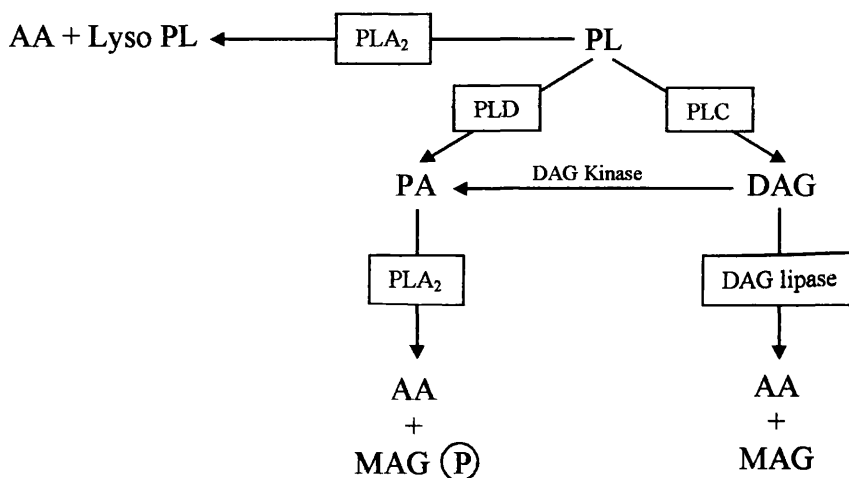 AA + Lyso PL PLA₂ PL
PLD PLC
PA DAG Kinase DAG
PLA₂ DAG lipase
AA AA
+ +
MAG Ⓟ MAG